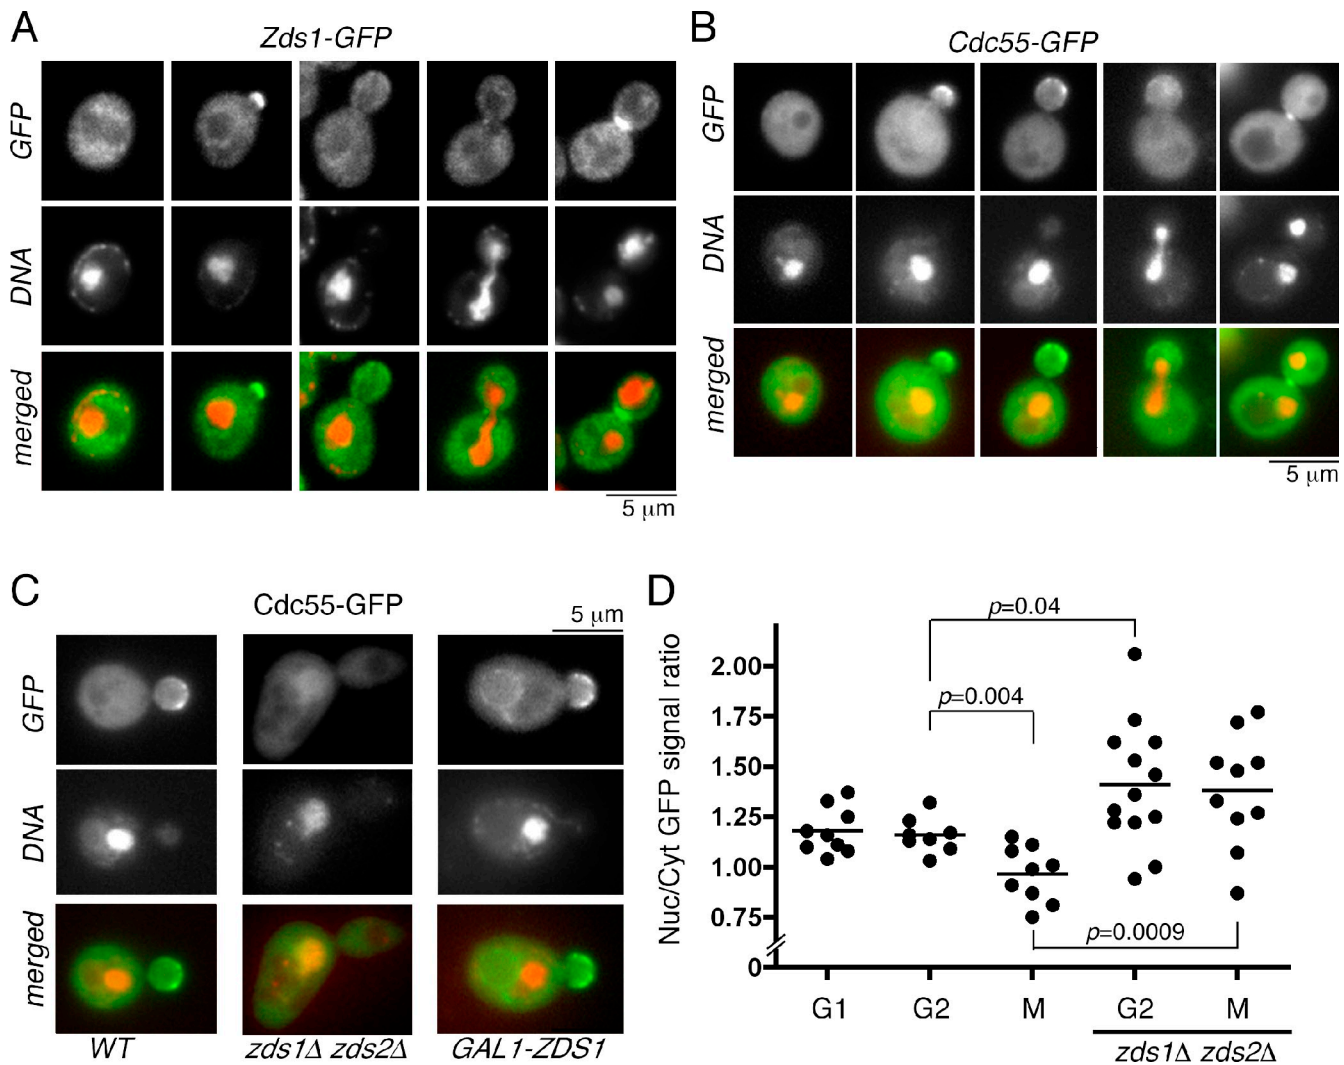 A
Zds1-GFP
GFP
DNA
merged
5 μm
B
Cdc55-GFP
GFP
DNA
merged
5 μm
C
Cdc55-GFP
5 μm
GFP
DNA
merged
WT
zds1Δ zds2Δ
GAL1-ZDS1
D
Nuc/Cyt GFP signal ratio
p=0.04
p=0.004
p=0.0009
2.00
1.75
1.50
1.25
1.00
0.75
0
G1
G2
M
G2
M
zds1Δ zds2Δ